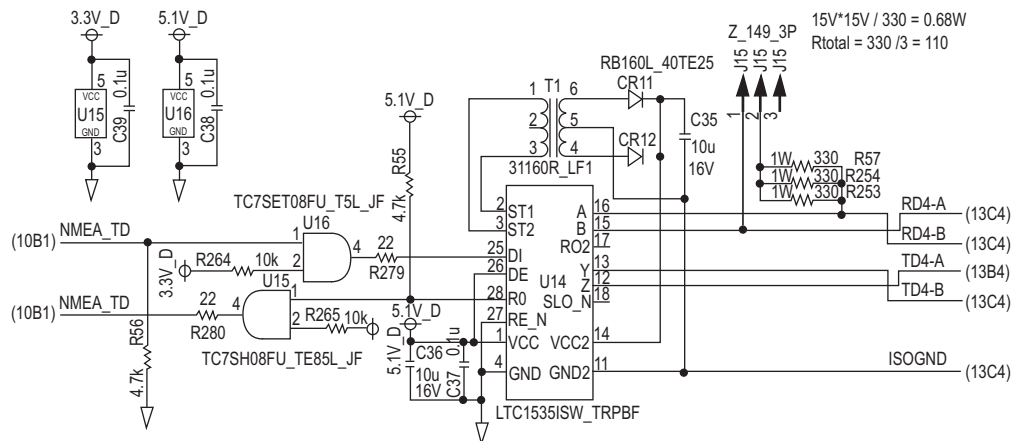 3.3V_D
5.1V_D
5
VCC
U15
GND
3
0.1u
C39
5
VCC
U16
GND
3
0.1u
C38
15V*15V / 330 = 0.68W
Rtotal = 330 /3 = 110
Z_149_3P
J15
J15
J15
1
2
3
RB160L_40TE25
CR11
CR12
T1
1
2
3
6
5
4
31160R_LF1
C35
10u
16V
5.1V_D
R55
4.7k
1W 330 R57
1W 330 R254
1W 330 R253
TC7SET08FU_T5L_JF
U16
(10B1) NMEA_TD
1
2
4
22
R279
R264 10k
3.3V_D
U15
(10B1) NMEA_TD
22
R280
4
1
2
R265 10k
TC7SH08FU_TE85L_JF
R56
4.7k
5.1V_D
5.1V_D
C36
10u
16V
0.1u
C37
2 ST1
3 ST2
25 DI
26 DE
28 R0
27 RE_N
1 VCC
4 GND
U14
A 16
B 15
RO2 17
Y 13
Z 12
SLO_N 18
VCC2 14
GND2 11
LTC1535ISW_TRPBF
RD4-A (13C4)
RD4-B (13C4)
TD4-A (13B4)
TD4-B (13C4)
ISOGND (13C4)